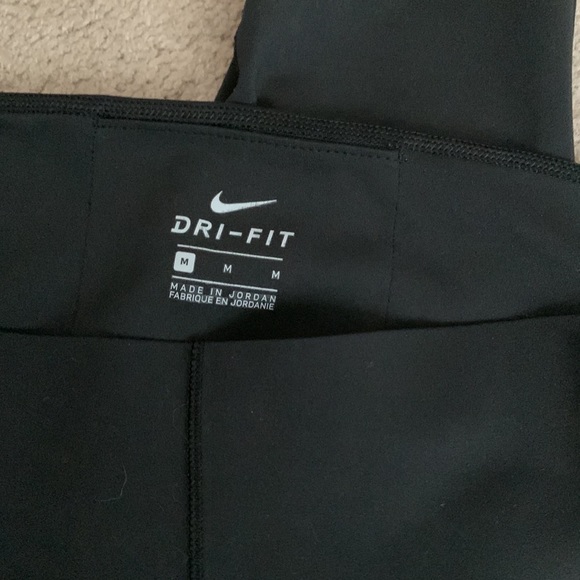 DRI-FIT
M M M
MADE IN JORDAN
FABRIQUE EN JORDANIE